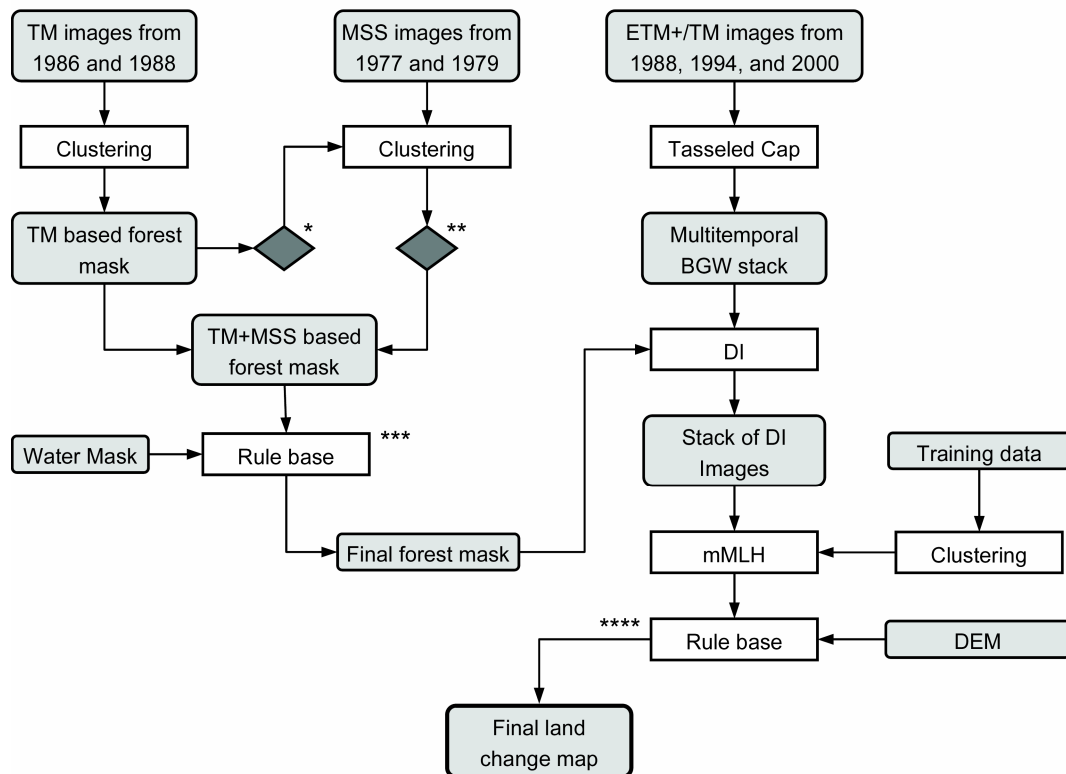 TM images from
1986 and 1988
MSS images from
1977 and 1979
ETM+/TM images from
1988, 1994, and 2000
Clustering
Clustering
Tasseled Cap
TM based forest
mask
*
**
Multitemporal
BGW stack
TM+MSS based
forest mask
DI
Water Mask
Rule base
***
Stack of DI
Images
Training data
Final forest mask
mMLH
Clustering
****
Rule base
DEM
Final land
change map